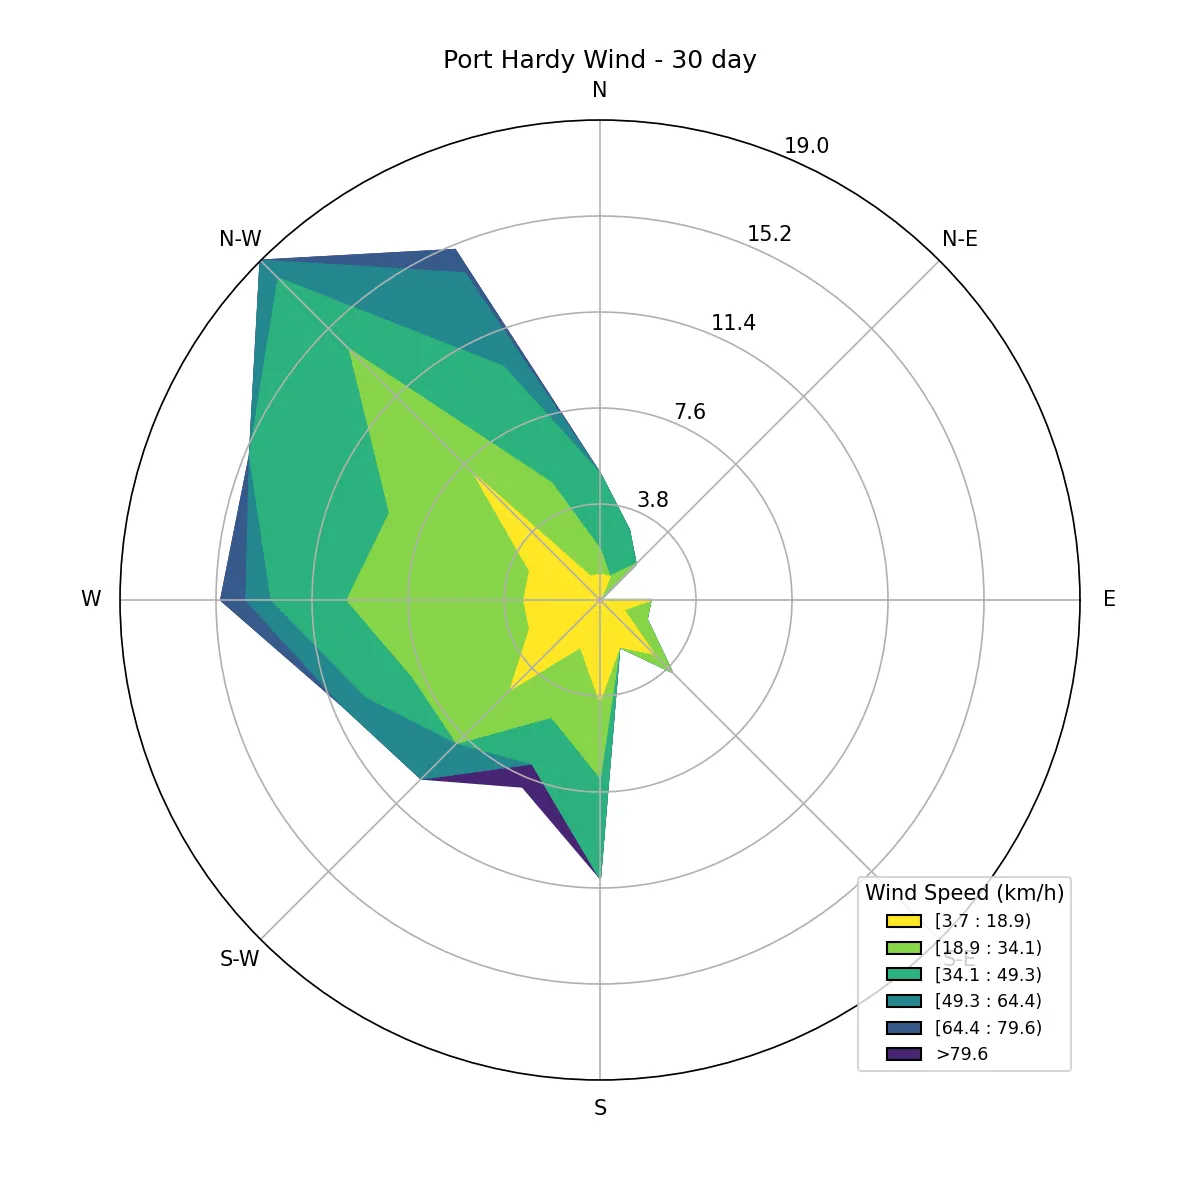 Port Hardy Wind - 30 day
N
19.0
15.2
N-W
N-E
11.4
7.6
3.8
W
E
S-W
S-E
Wind Speed (km/h)
[3.7 : 18.9)
[18.9 : 34.1)
[34.1 : 49.3)
[49.3 : 64.4)
[64.4 : 79.6)
>79.6
S